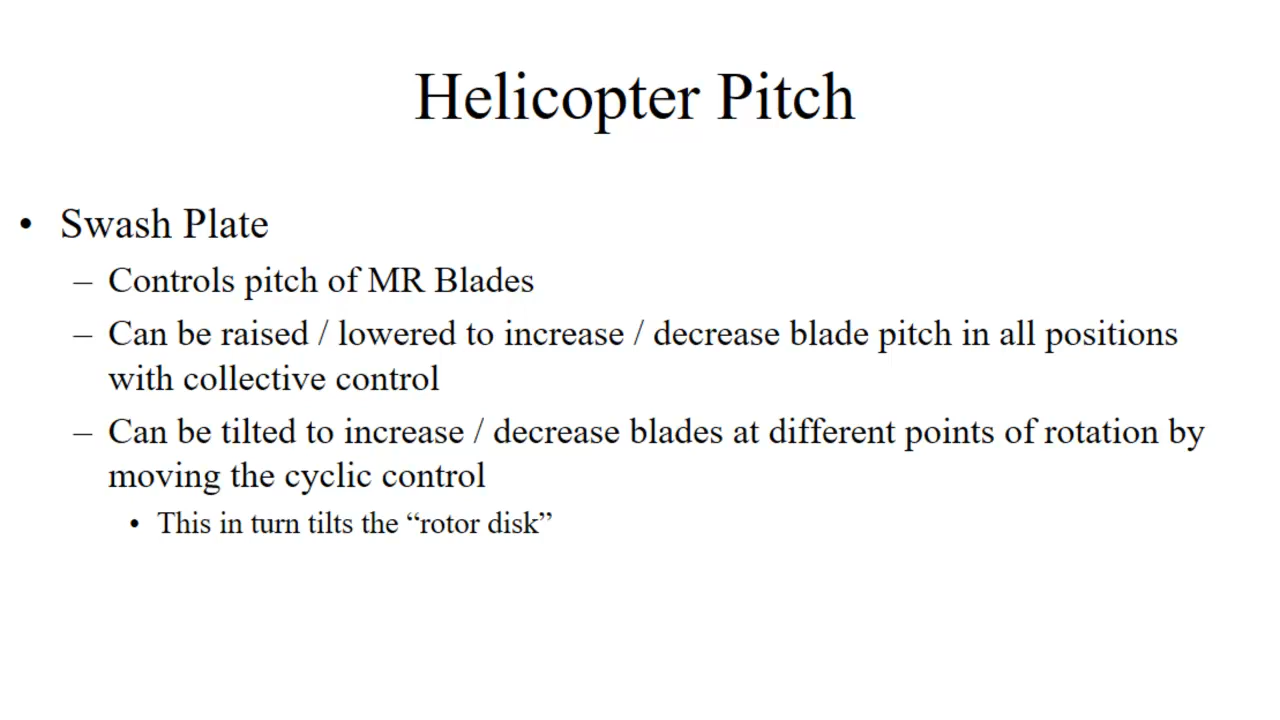 Helicopter Pitch
• Swash Plate
– Controls pitch of MR Blades
– Can be raised / lowered to increase / decrease blade pitch in all positions
with collective control
– Can be tilted to increase / decrease blades at different points of rotation by
moving the cyclic control
• This in turn tilts the “rotor disk”